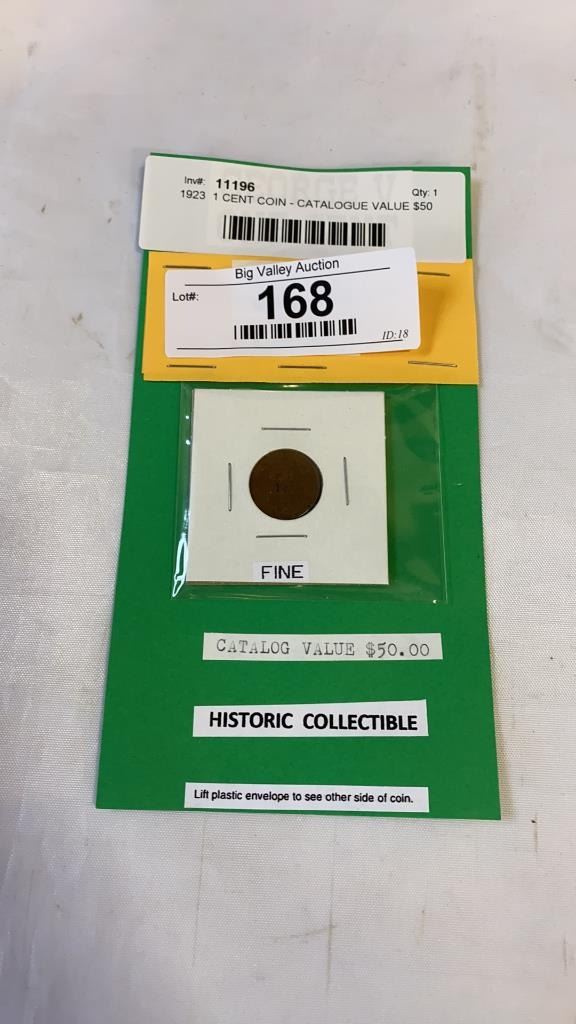 Inv#: 11196 Qty: 1
1923 1 CENT COIN - CATALOGUE VALUE $50
Big Valley Auction
Lot#: 168
ID:18
FINE
CATALOG VALUE $50.00
HISTORIC COLLECTIBLE
Lift plastic envelope to see other side of coin.